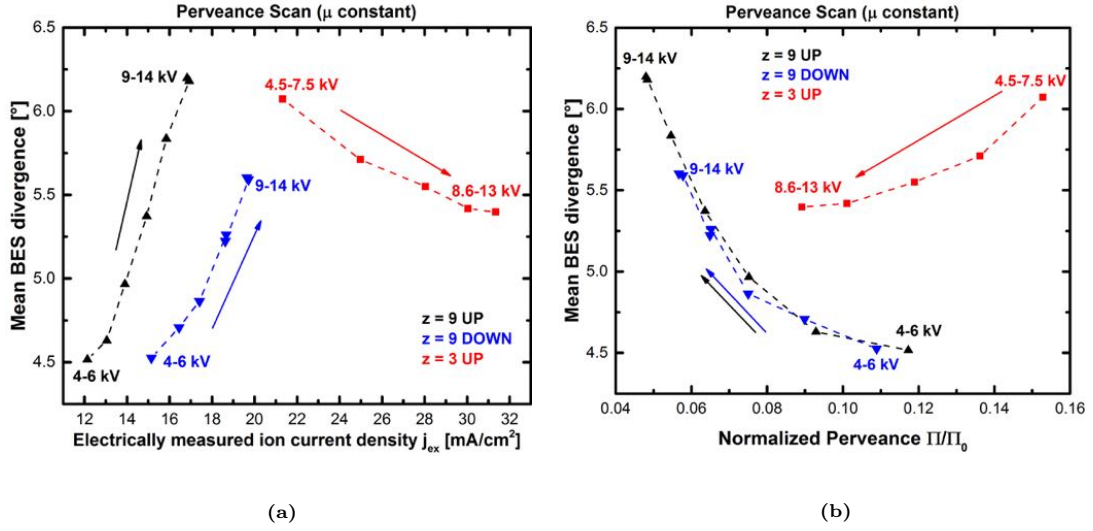 Perveance Scan (μ constant)
6.5
6.0
5.5
5.0
4.5
Mean BES divergence [°]
9-14 kV
4.5-7.5 kV
8.6-13 kV
9-14 kV
4-6 kV
4-6 kV
z = 9 UP
z = 9 DOWN
z = 3 UP
12 14 16 18 20 22 24 26 28 30 32
Electrically measured ion current density j_ex [mA/cm²]
(a)
Perveance Scan (μ constant)
6.5
6.0
5.5
5.0
4.5
Mean BES divergence [°]
9-14 kV
z = 9 UP
z = 9 DOWN
z = 3 UP
4.5-7.5 kV
9-14 kV
8.6-13 kV
4-6 kV
4-6 kV
0.04 0.06 0.08 0.10 0.12 0.14 0.16
Normalized Perveance Π/Π₀
(b)